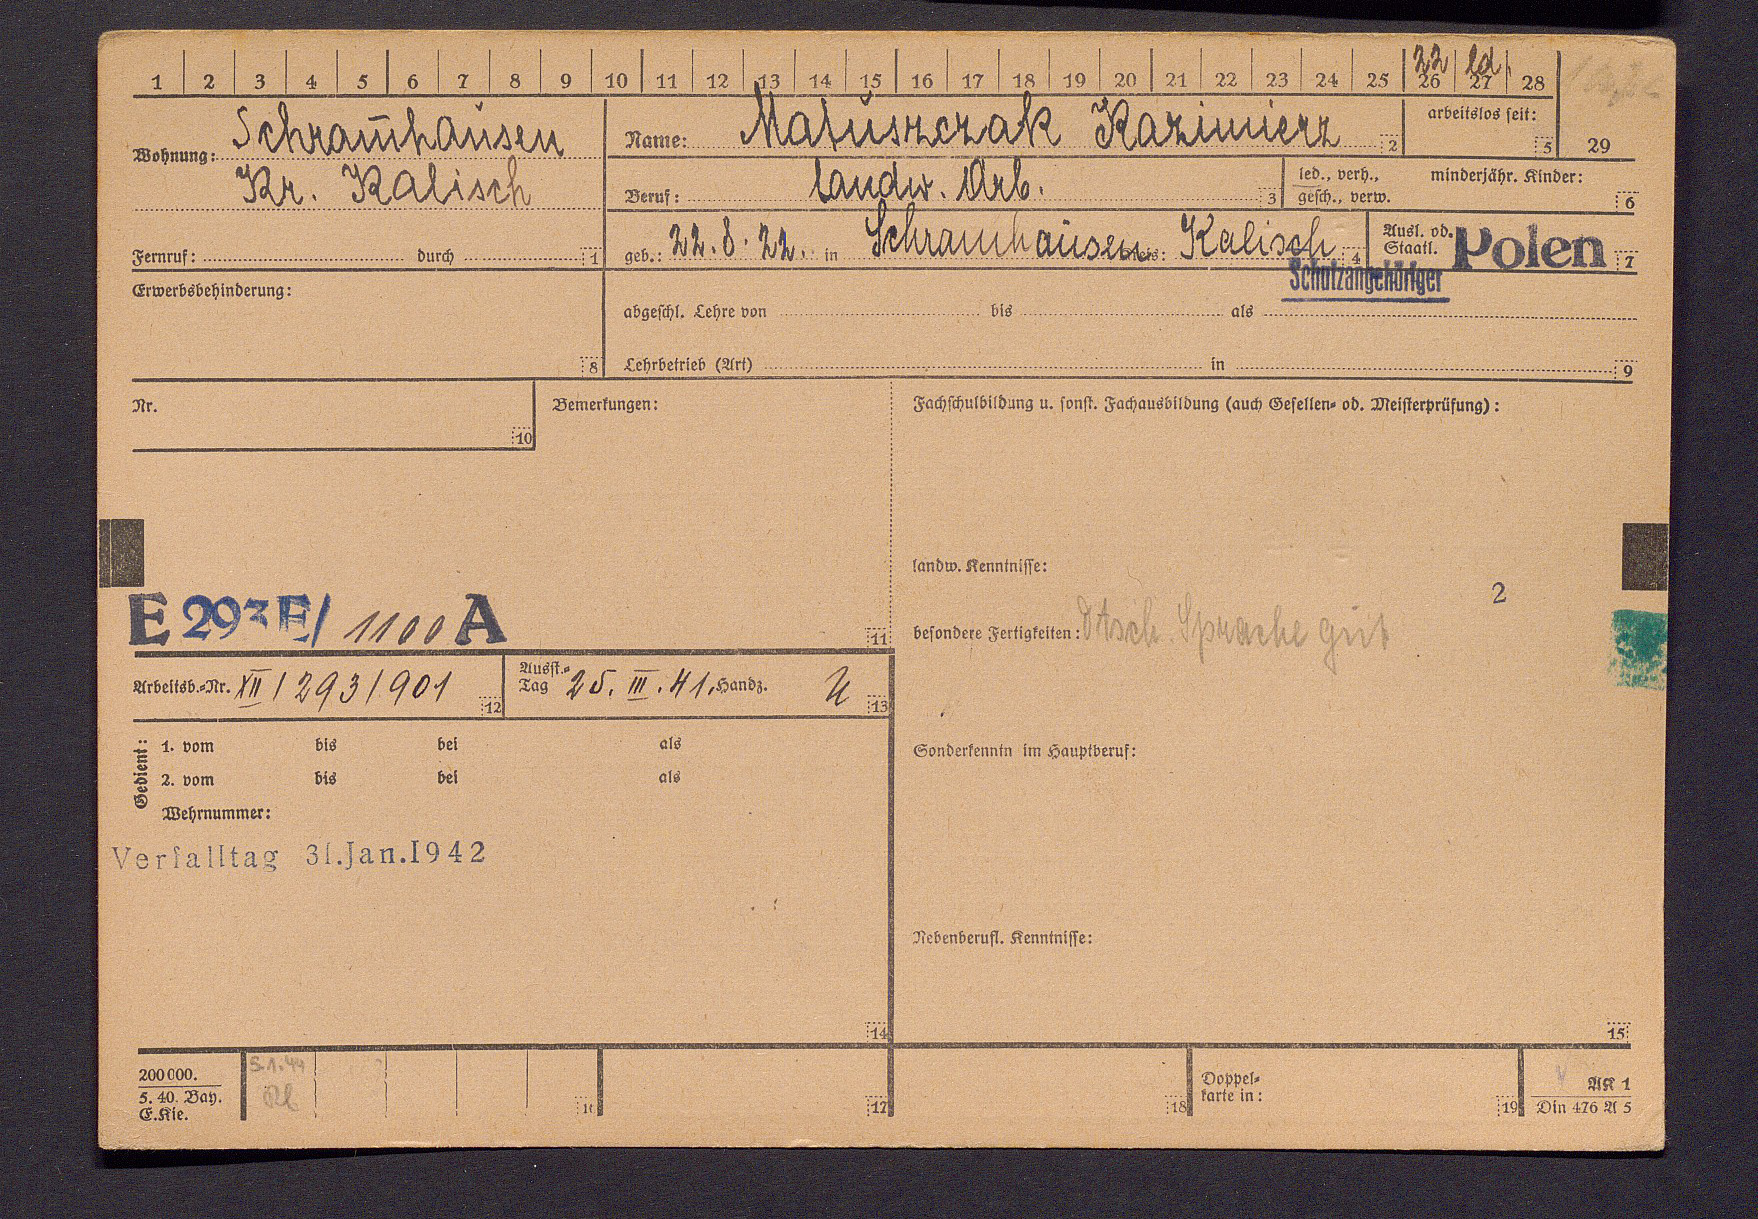 1 2 3 4 5 6 7 8 9 10 11 12 13 14 15 16 17 18 19 20 21 22 23 24 25 26 27 28
22 ld.
Wohnung: Schram̄hausen
Kr. Kalisch
Fernruf: durch 1
Name: Matuszczak Kazimierz 2
arbeitslos seit: 5
29
Beruf: landw. Arb. 3
led., verh., gesch., verw.
minderjähr. Kinder: 6
geb.: 22.8.22. in Schramhausen Kreis: Kalisch 4
Ausl. od. Staatl. Polen 7
Schutzangehöriger
Erwerbsbehinderung:
8
abgeschl. Lehre von bis als
Lehrbetrieb (Art) in 9
Nr. 10
Bemerkungen:
Fachschulbildung u. sonst. Fachausbildung (auch Gesellen- od. Meisterprüfung):
landw. Kenntnisse:
2
E 293 E/ 1100 A
11
besondere Fertigkeiten: Dtsch. Sprache gut
Arbeitsb.-Nr. XII/293/901 12
Ausst.-Tag 25. III. 41. Handz. 13
Gedient:
1. vom bis bei als
2. vom bis bei als
Wehrnummer:
Sonderkenntn im Hauptberuf:
Verfalltag 31.Jan.1942
Nebenberufl. Kenntnisse:
14
15
200000.
5. 40. Bay.
E.Kie.
5.1.44
16
17
18
Doppel-
karte in:
19
AK 1
Din 476 A 5